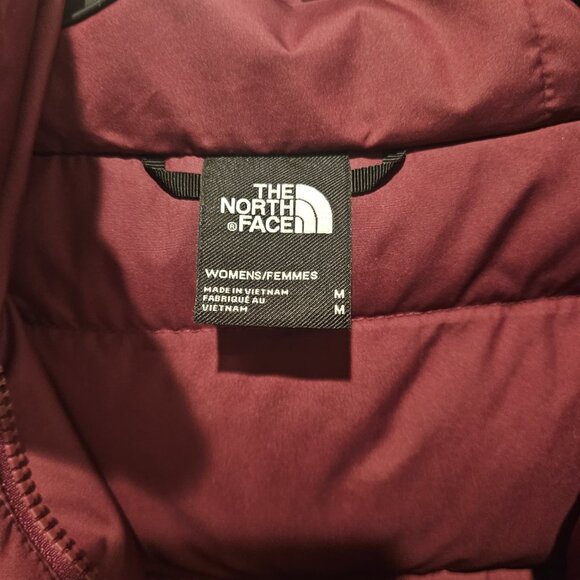 THE
NORTH
®FACE
WOMENS/FEMMES
MADE IN VIETNAM M
FABRIQUÉ AU
VIETNAM M